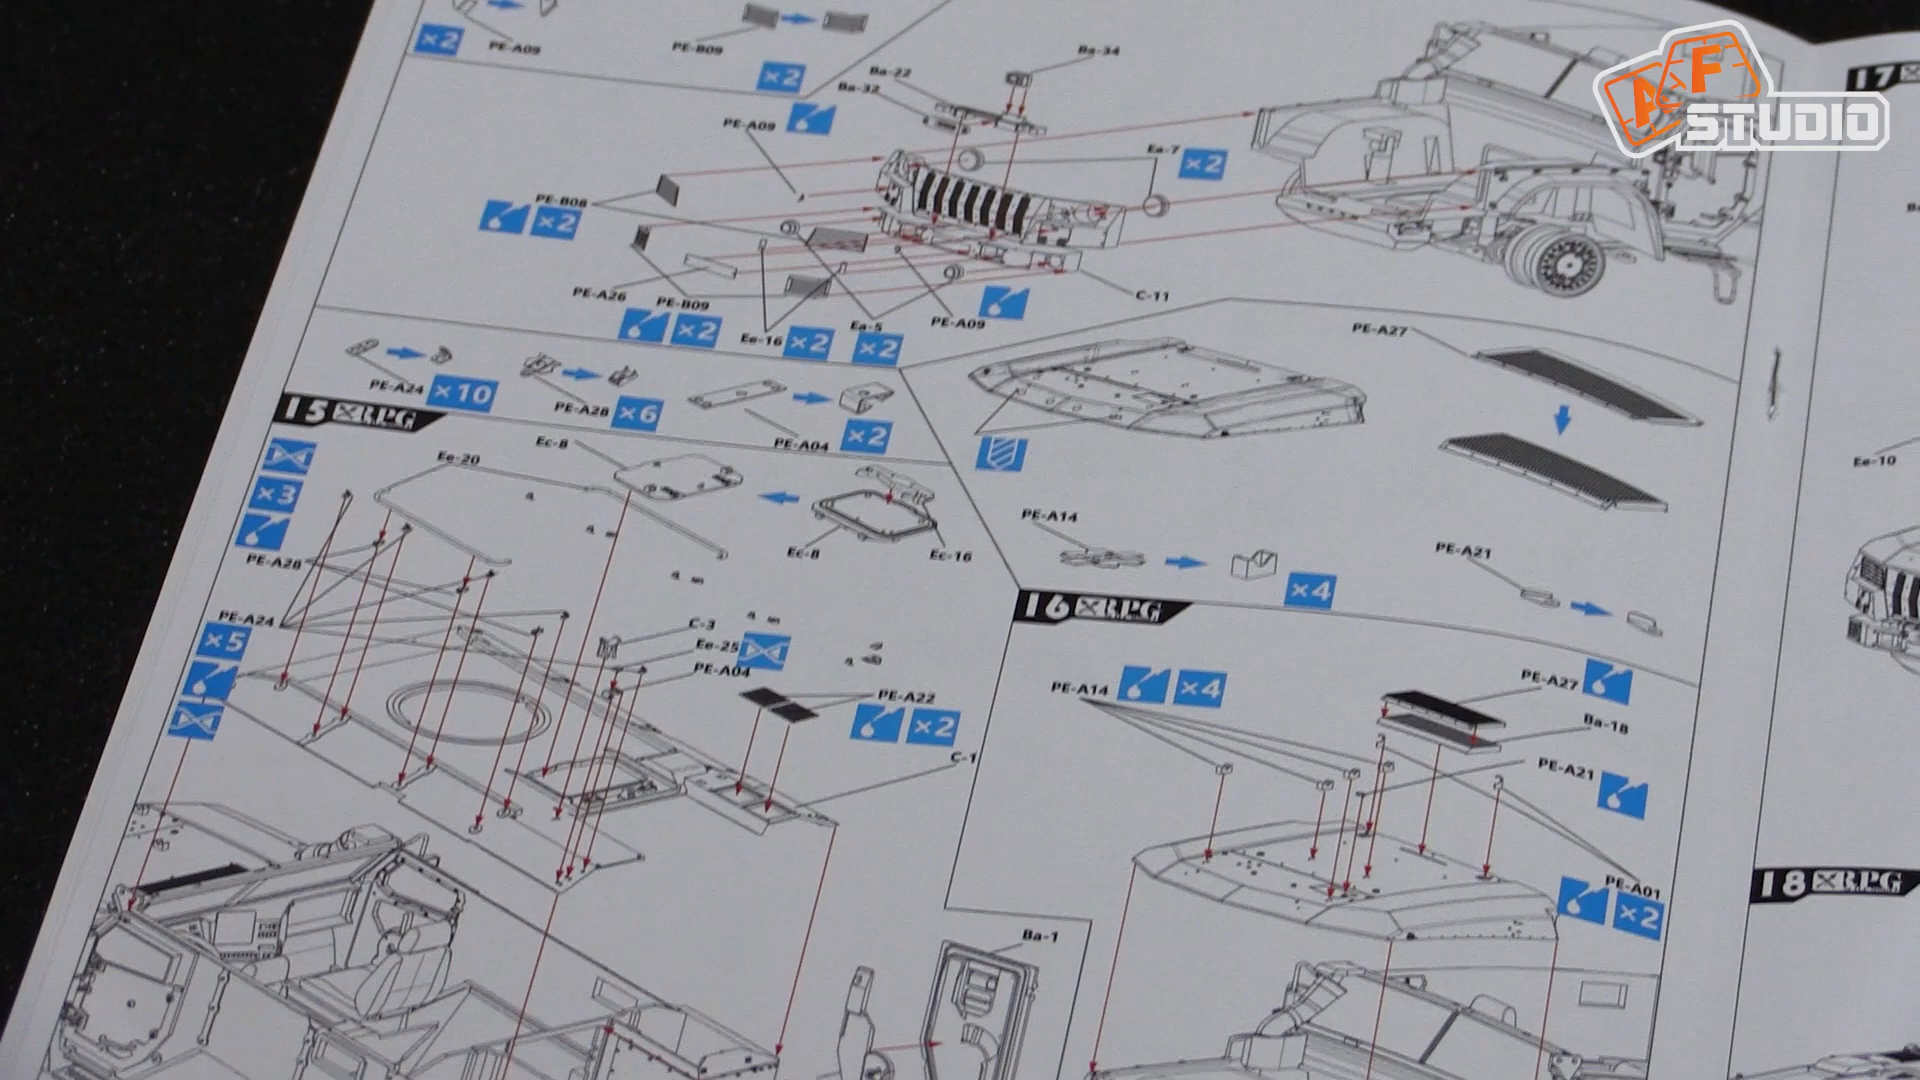 ×2
PE-A09
PE-B09
×2
Ba-34
Ba-22
Ba-32
PE-A09
Ea-7
×2
PE-B08
×2
PE-A26
PE-B09
×2
Ee-16
×2
Ea-5
×2
PE-A09
C-11
PE-A27
PE-A24
×10
PE-A28
×6
PE-A04
×2
15 RPG
Ec-8
Ee-20
×3
Ec-8
Ec-16
PE-A28
PE-A24
×5
C-3
Ee-25
PE-A04
PE-A22
×2
C-1
Ba-1
PE-A14
×4
PE-A21
16 RPG
PE-A14
×4
PE-A27
Ba-18
PE-A21
PE-A01
×2
17
Ee-10
18 RPG
AF
STUDIO